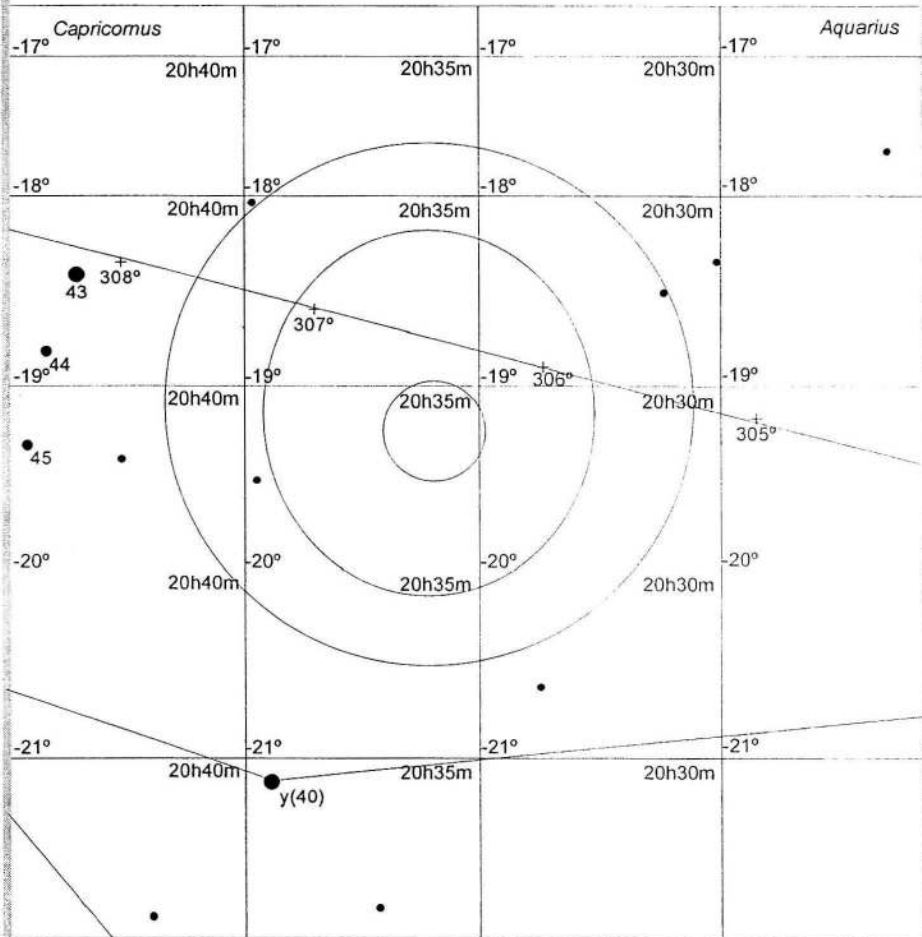 Capricornus Aquarius
-17° -17° -17° -17°
20h40m 20h35m 20h30m
-18° -18° -18° -18°
20h40m 20h35m 20h30m
308°
43
307°
44
-19° -19° -19° -19°
306°
20h40m 20h35m 20h30m
305°
45
-20° -20° -20° -20°
20h40m 20h35m 20h30m
-21° -21° -21° -21°
20h40m 20h35m 20h30m
y(40)